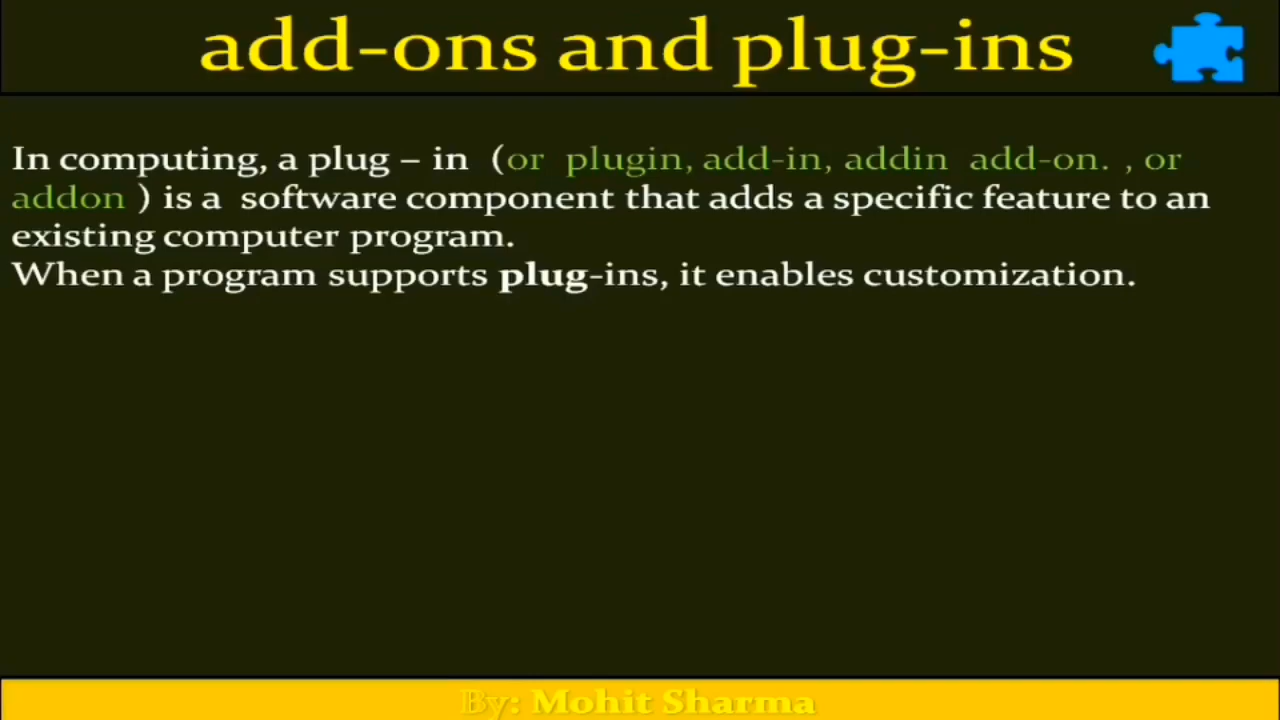 add-ons and plug-ins
In computing, a plug – in (or plugin, add-in, addin add-on. , or
addon ) is a software component that adds a specific feature to an
existing computer program.
When a program supports plug-ins, it enables customization.
By: Mohit Sharma